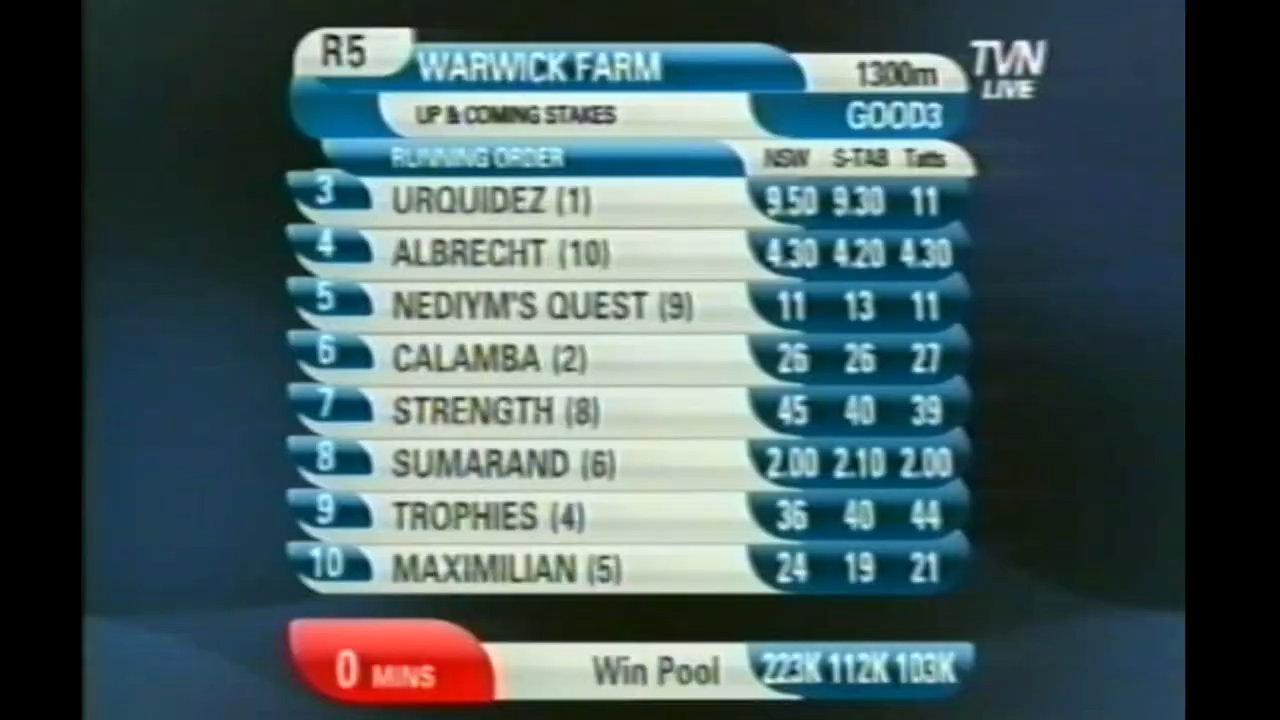 R5 WARWICK FARM 1300m TVN
LIVE
UP & COMING STAKES GOOD3
RUNNING ORDER NSW S-TAB Tatts
3 URQUIDEZ (1) 9.50 9.30 11
4 ALBRECHT (10) 4.30 4.20 4.30
5 NEDIYM'S QUEST (9) 11 13 11
6 CALAMBA (2) 26 26 27
7 STRENGTH (8) 45 40 39
8 SUMARAND (6) 2.00 2.10 2.00
9 TROPHIES (4) 36 40 44
10 MAXIMILIAN (5) 24 19 21
0 MINS Win Pool 223K 112K 103K